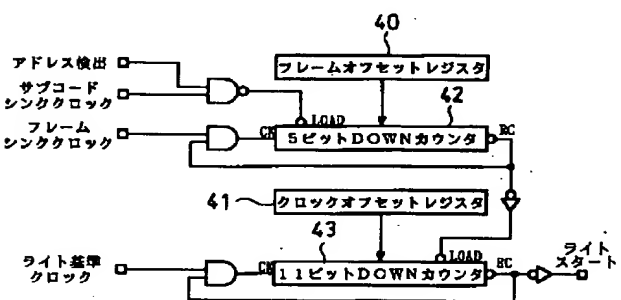 40
アドレス検出
フレームオフセットレジスタ
サブコード
シンククロック
42
LOAD
フレーム
シンククロック
CK
5ビットDOWNカウンタ
RC
41
クロックオフセットレジスタ
43
LOAD
ライト
スタート
ライト基準
クロック
CK
11ビットDOWNカウンタ
RC